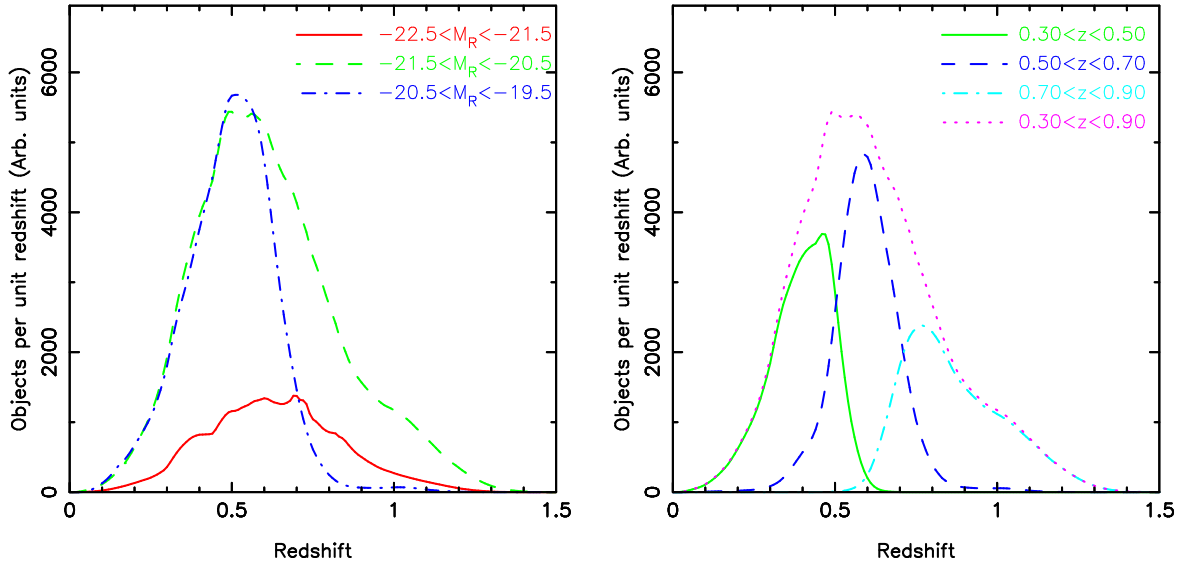 -22.5<M_R<-21.5
-21.5<M_R<-20.5
-20.5<M_R<-19.5
Objects per unit redshift (Arb. units)
6000
4000
2000
0
0 0.5 1 1.5
Redshift
0.30<z<0.50
0.50<z<0.70
0.70<z<0.90
0.30<z<0.90
Objects per unit redshift (Arb. units)
6000
4000
2000
0
0 0.5 1 1.5
Redshift